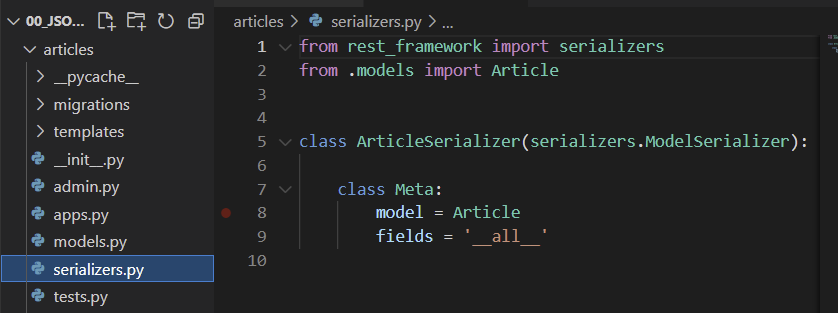 00_JSO...
articles
__pycache__
migrations
templates
__init__.py
admin.py
apps.py
models.py
serializers.py
tests.py
articles > serializers.py > ...
1 from rest_framework import serializers
2 from .models import Article
3
4
5 class ArticleSerializer(serializers.ModelSerializer):
6
7     class Meta:
8         model = Article
9         fields = '__all__'
10